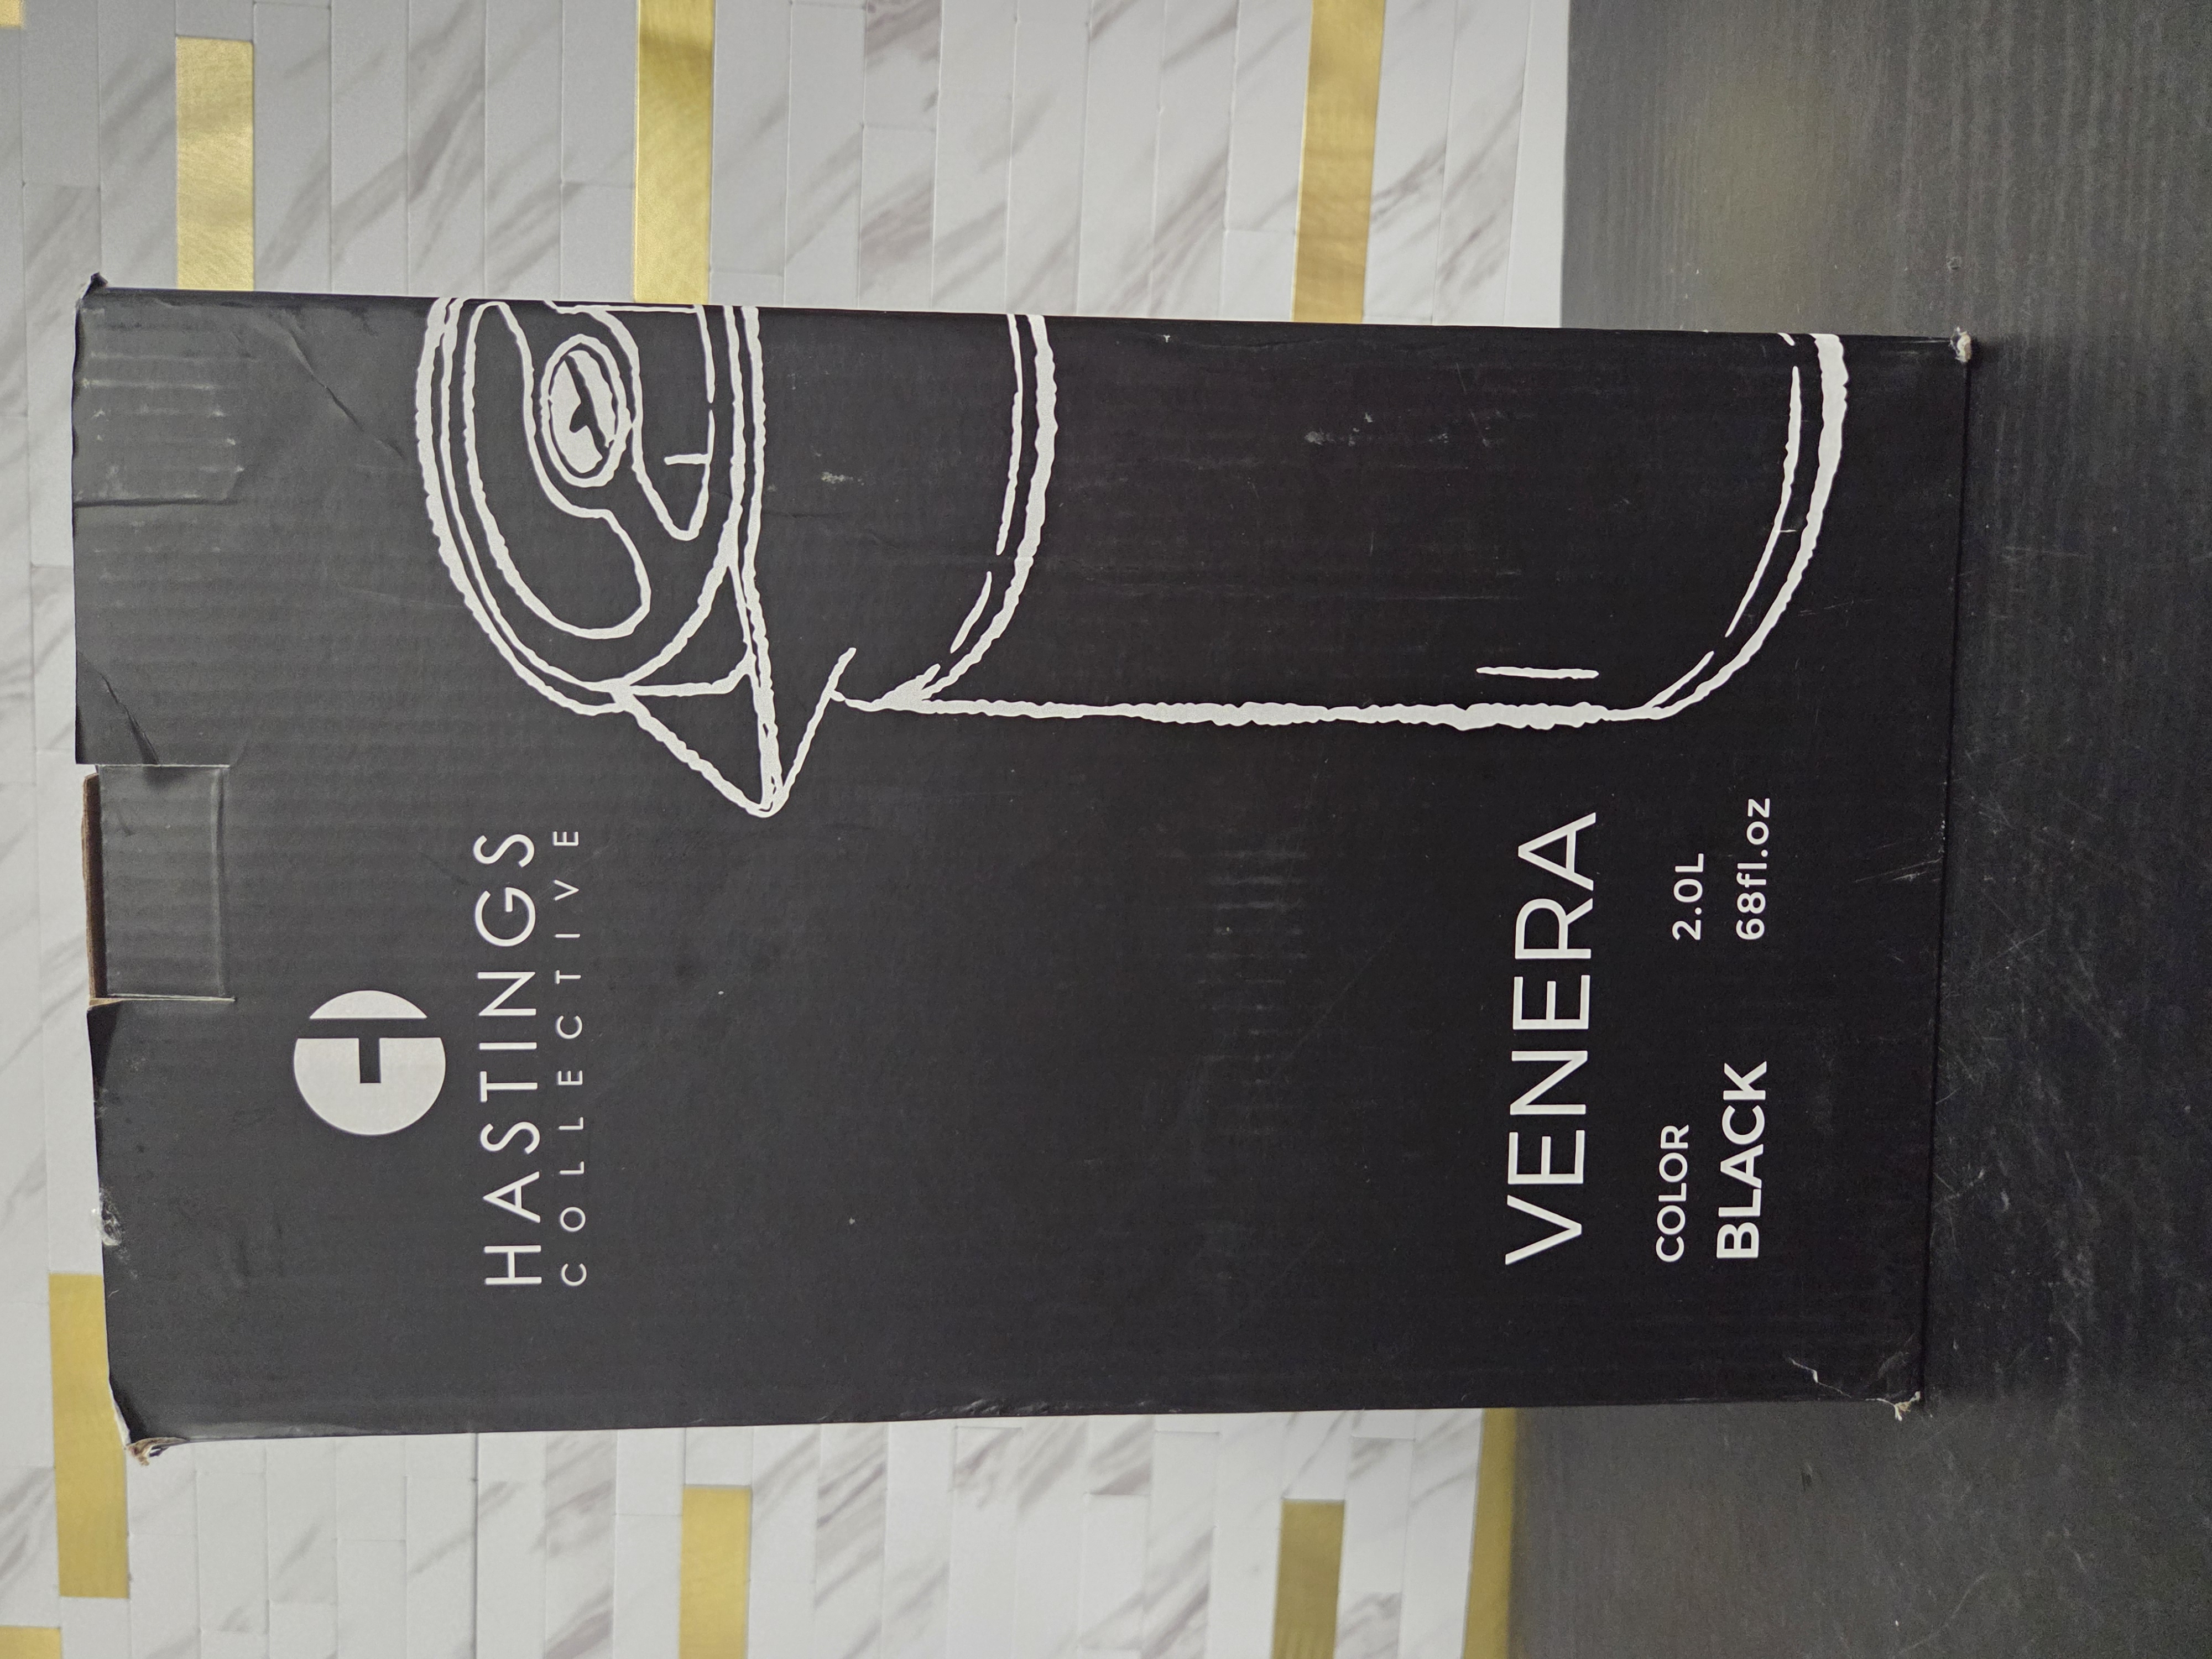 HASTINGS
COLLECTIVE
VENERA
COLOR
BLACK
2.0L
68fl.oz